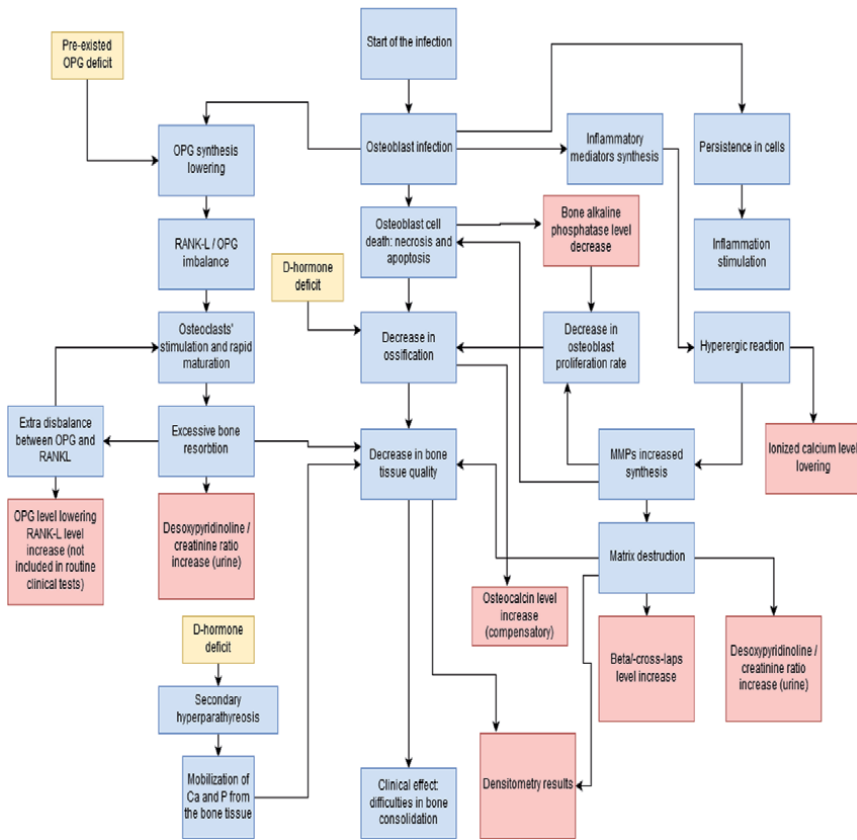 Start of the infection
Pre-existed
OPG deficit
OPG synthesis
lowering
Osteoblast infection
Inflammatory
mediators synthesis
Persistence in cells
RANK-L / OPG
imbalance
Osteoblast cell
death: necrosis and
apoptosis
Bone alkaline
phosphatase level
decrease
Inflammation
stimulation
D-hormone
deficit
Osteoclasts'
stimulation and rapid
maturation
Decrease in
ossification
Decrease in
osteoblast
proliferation rate
Hyperergic reaction
Extra disbalance
between OPG and
RANKL
Excessive bone
resorbtion
Decrease in bone
tissue quality
MMPs increased
synthesis
Ionized calcium level
lovering
OPG level lowering
RANK-L level
increase (not
included in routine
clinical tests)
Desoxypyridinoline /
creatinine ratio
increase (urine)
Matrix destruction
Osteocalcin level
increase
(compensatory)
D-hormone
deficit
Beta/-cross-laps
level increase
Desoxypyridinoline /
creatinine ratio
increase (urine)
Secondary
hyperparathyreosis
Mobilization of
Ca and P from
the bone tissue
Clinical effect:
difficulties in bone
consolidation
Densitometry results